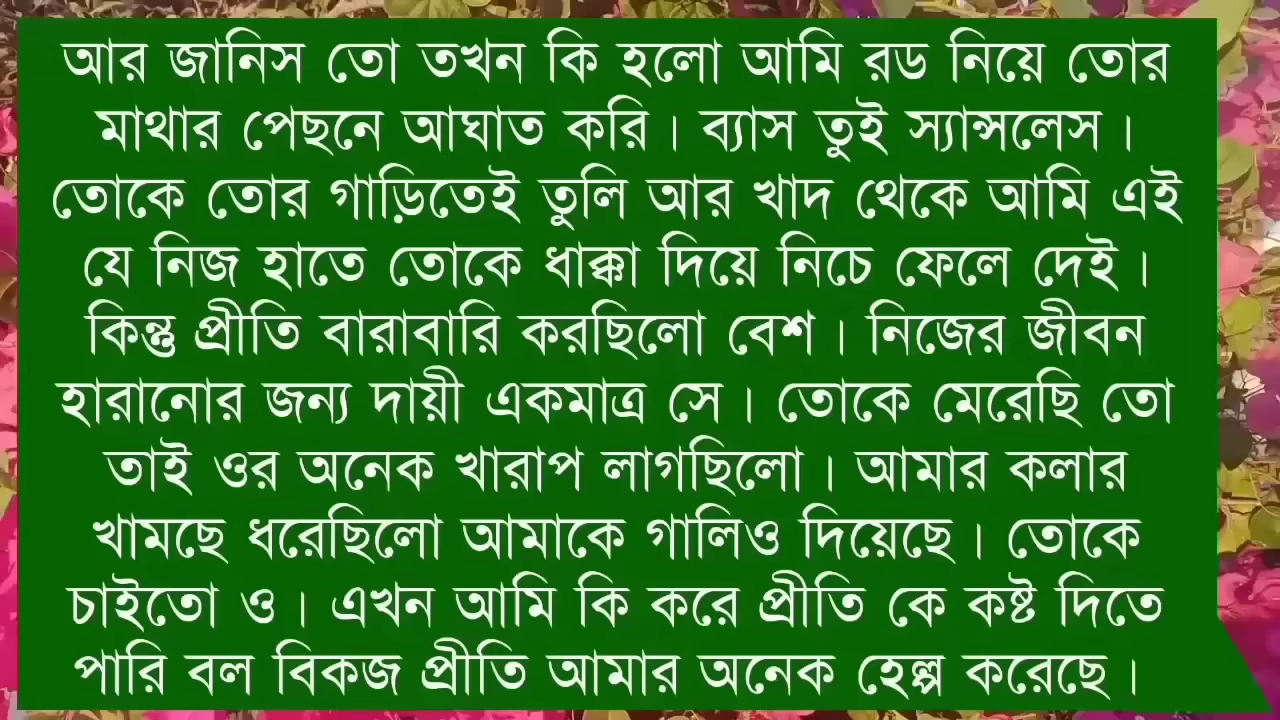 আর জানিস তো তখন কি হলো আমি রড নিয়ে তোর
মাথার পেছনে আঘাত করি। ব্যাস তুই স্যান্সলেস।
তোকে তোর গাড়িতেই তুলি আর খাদ থেকে আমি এই
যে নিজ হাতে তোকে ধাক্কা দিয়ে নিচে ফেলে দেই।
কিন্তু প্রীতি বারাবারি করছিলো বেশ। নিজের জীবন
হারানোর জন্য দায়ী একমাত্র সে। তোকে মেরেছি তো
তাই ওর অনেক খারাপ লাগছিলো। আমার কলার
খামছে ধরেছিলো আমাকে গালিও দিয়েছে। তোকে
চাইতো ও। এখন আমি কি করে প্রীতি কে কষ্ট দিতে
পারি বল বিকজ প্রীতি আমার অনেক হেল্প করেছে।